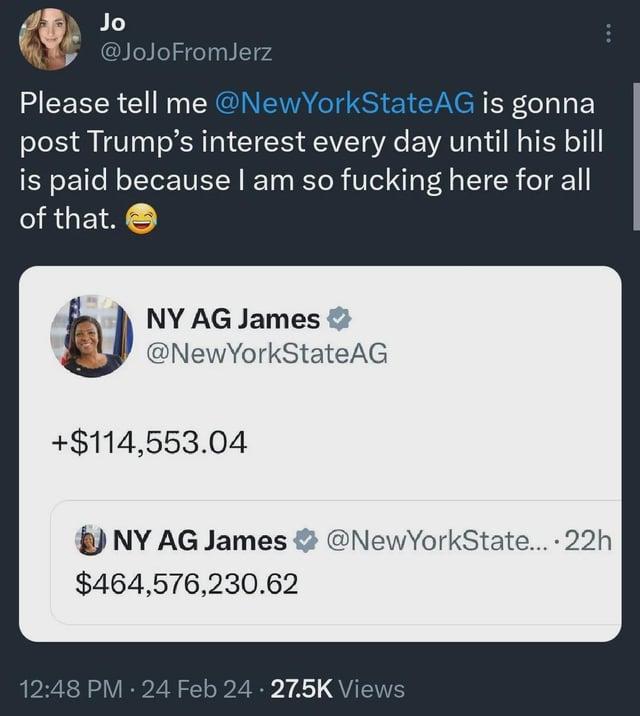 Jo
@JoJoFromJerz
Please tell me @NewYorkStateAG is gonna
post Trump’s interest every day until his bill
is paid because I am so fucking here for all
of that. 😂
NY AG James
@NewYorkStateAG
+$114,553.04
NY AG James @NewYorkState... · 22h
$464,576,230.62
12:48 PM · 24 Feb 24 · 27.5K Views